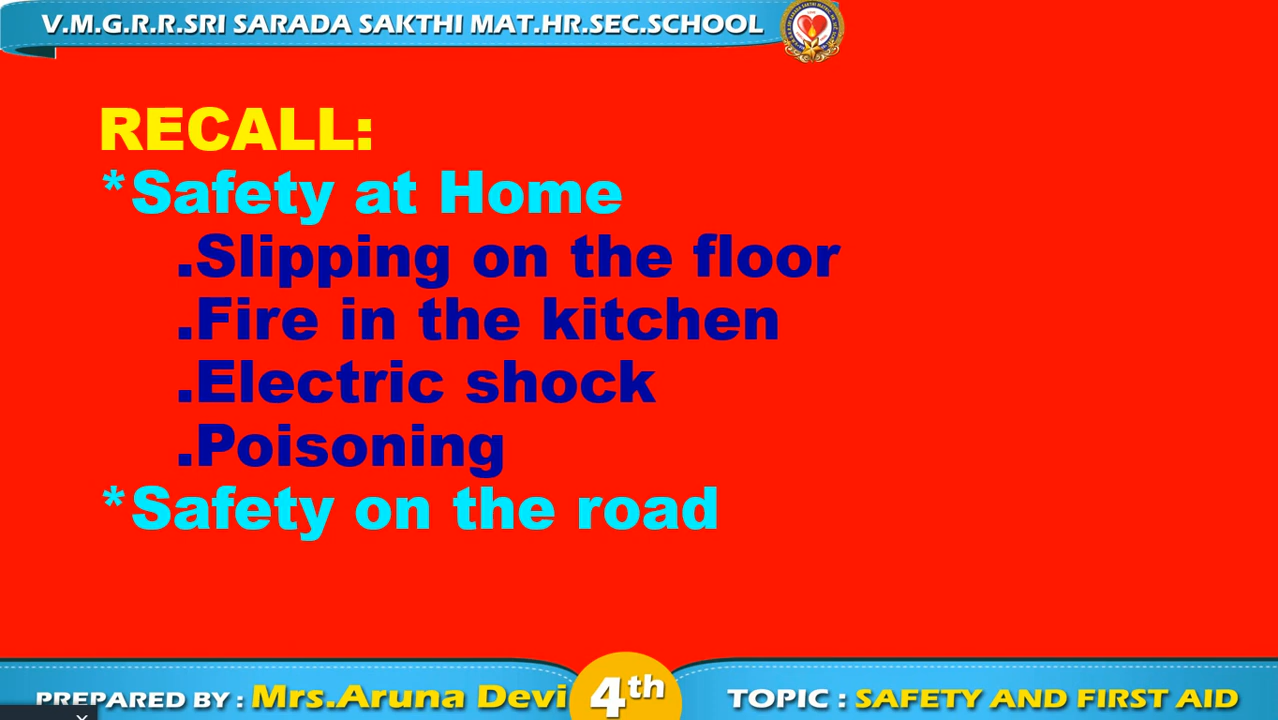 V.M.G.R.R.SRI SARADA SAKTHI MAT.HR.SEC.SCHOOL
RECALL:
*Safety at Home
.Slipping on the floor
.Fire in the kitchen
.Electric shock
.Poisoning
*Safety on the road
PREPARED BY : Mrs.Aruna Devi
4th
TOPIC : SAFETY AND FIRST AID